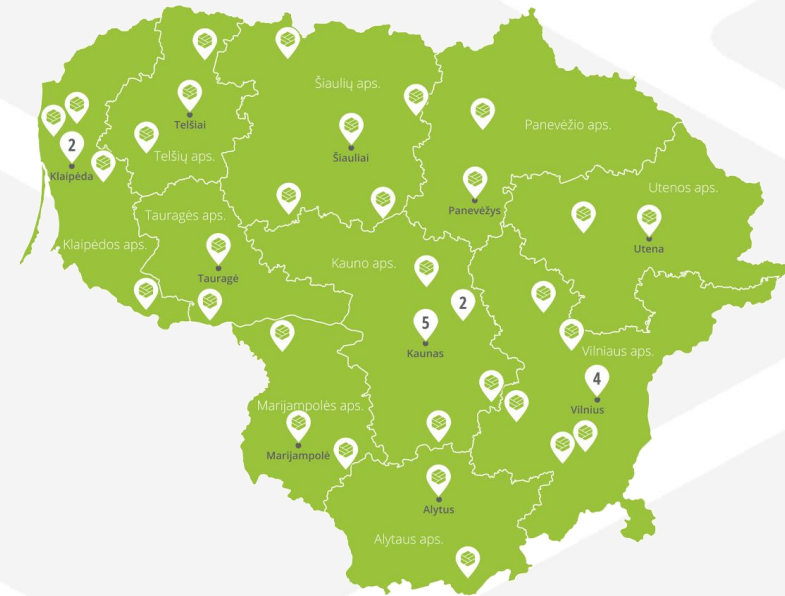 Šiaulių aps.
Telšiai
Panevėžio aps.
2
Telšių aps.
Šiauliai
Klaipėda
Utenos aps.
Panevėžys
Tauragės aps.
Klaipėdos aps.
Utena
Kauno aps.
Tauragė
2
5
Kaunas
Vilniaus aps.
4
Marijampolės aps.
Vilnius
Marijampolė
Alytus
Alytaus aps.